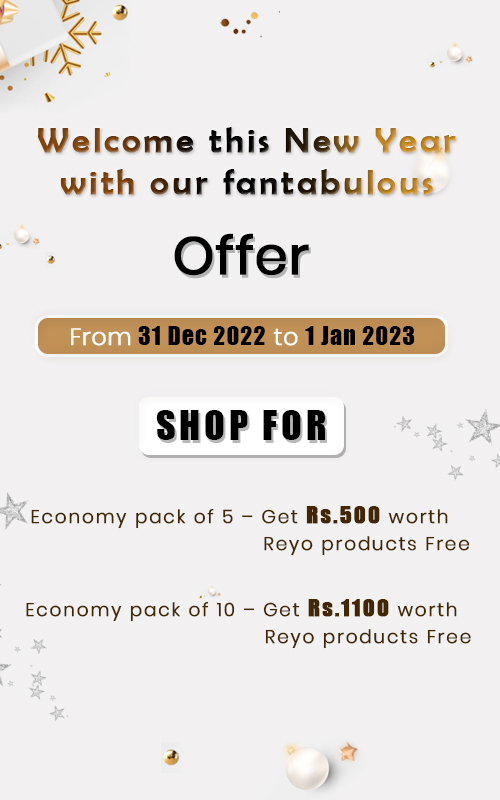 Welcome this New Year
with our fantabulous
Offer
From 31 Dec 2022 to 1 Jan 2023
SHOP FOR
Economy pack of 5 – Get Rs.500 worth
Reyo products Free
Economy pack of 10 – Get Rs.1100 worth
Reyo products Free